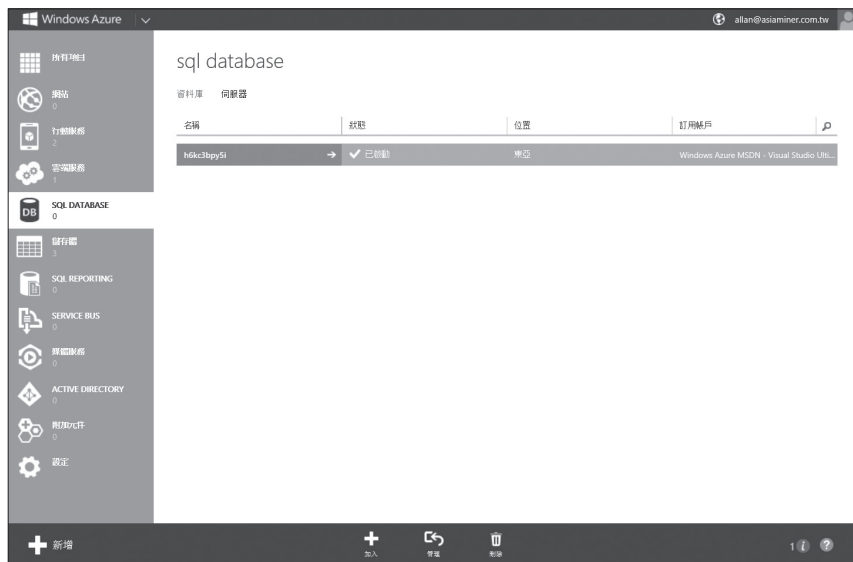 Windows Azure
allan@asiaminer.com.tw
所有項目
網站
0
行動服務
2
雲端服務
1
DB
SQL DATABASE
0
儲存體
3
SQL REPORTING
0
SERVICE BUS
0
媒體服務
0
ACTIVE DIRECTORY
0
附加元件
0
設定
sql database
資料庫 伺服器
名稱 狀態 位置 訂用帳戶
h6kc3bpy5i 已啟動 東亞 Windows Azure MSDN - Visual Studio Ulti...
新增
加入 管理 刪除
1